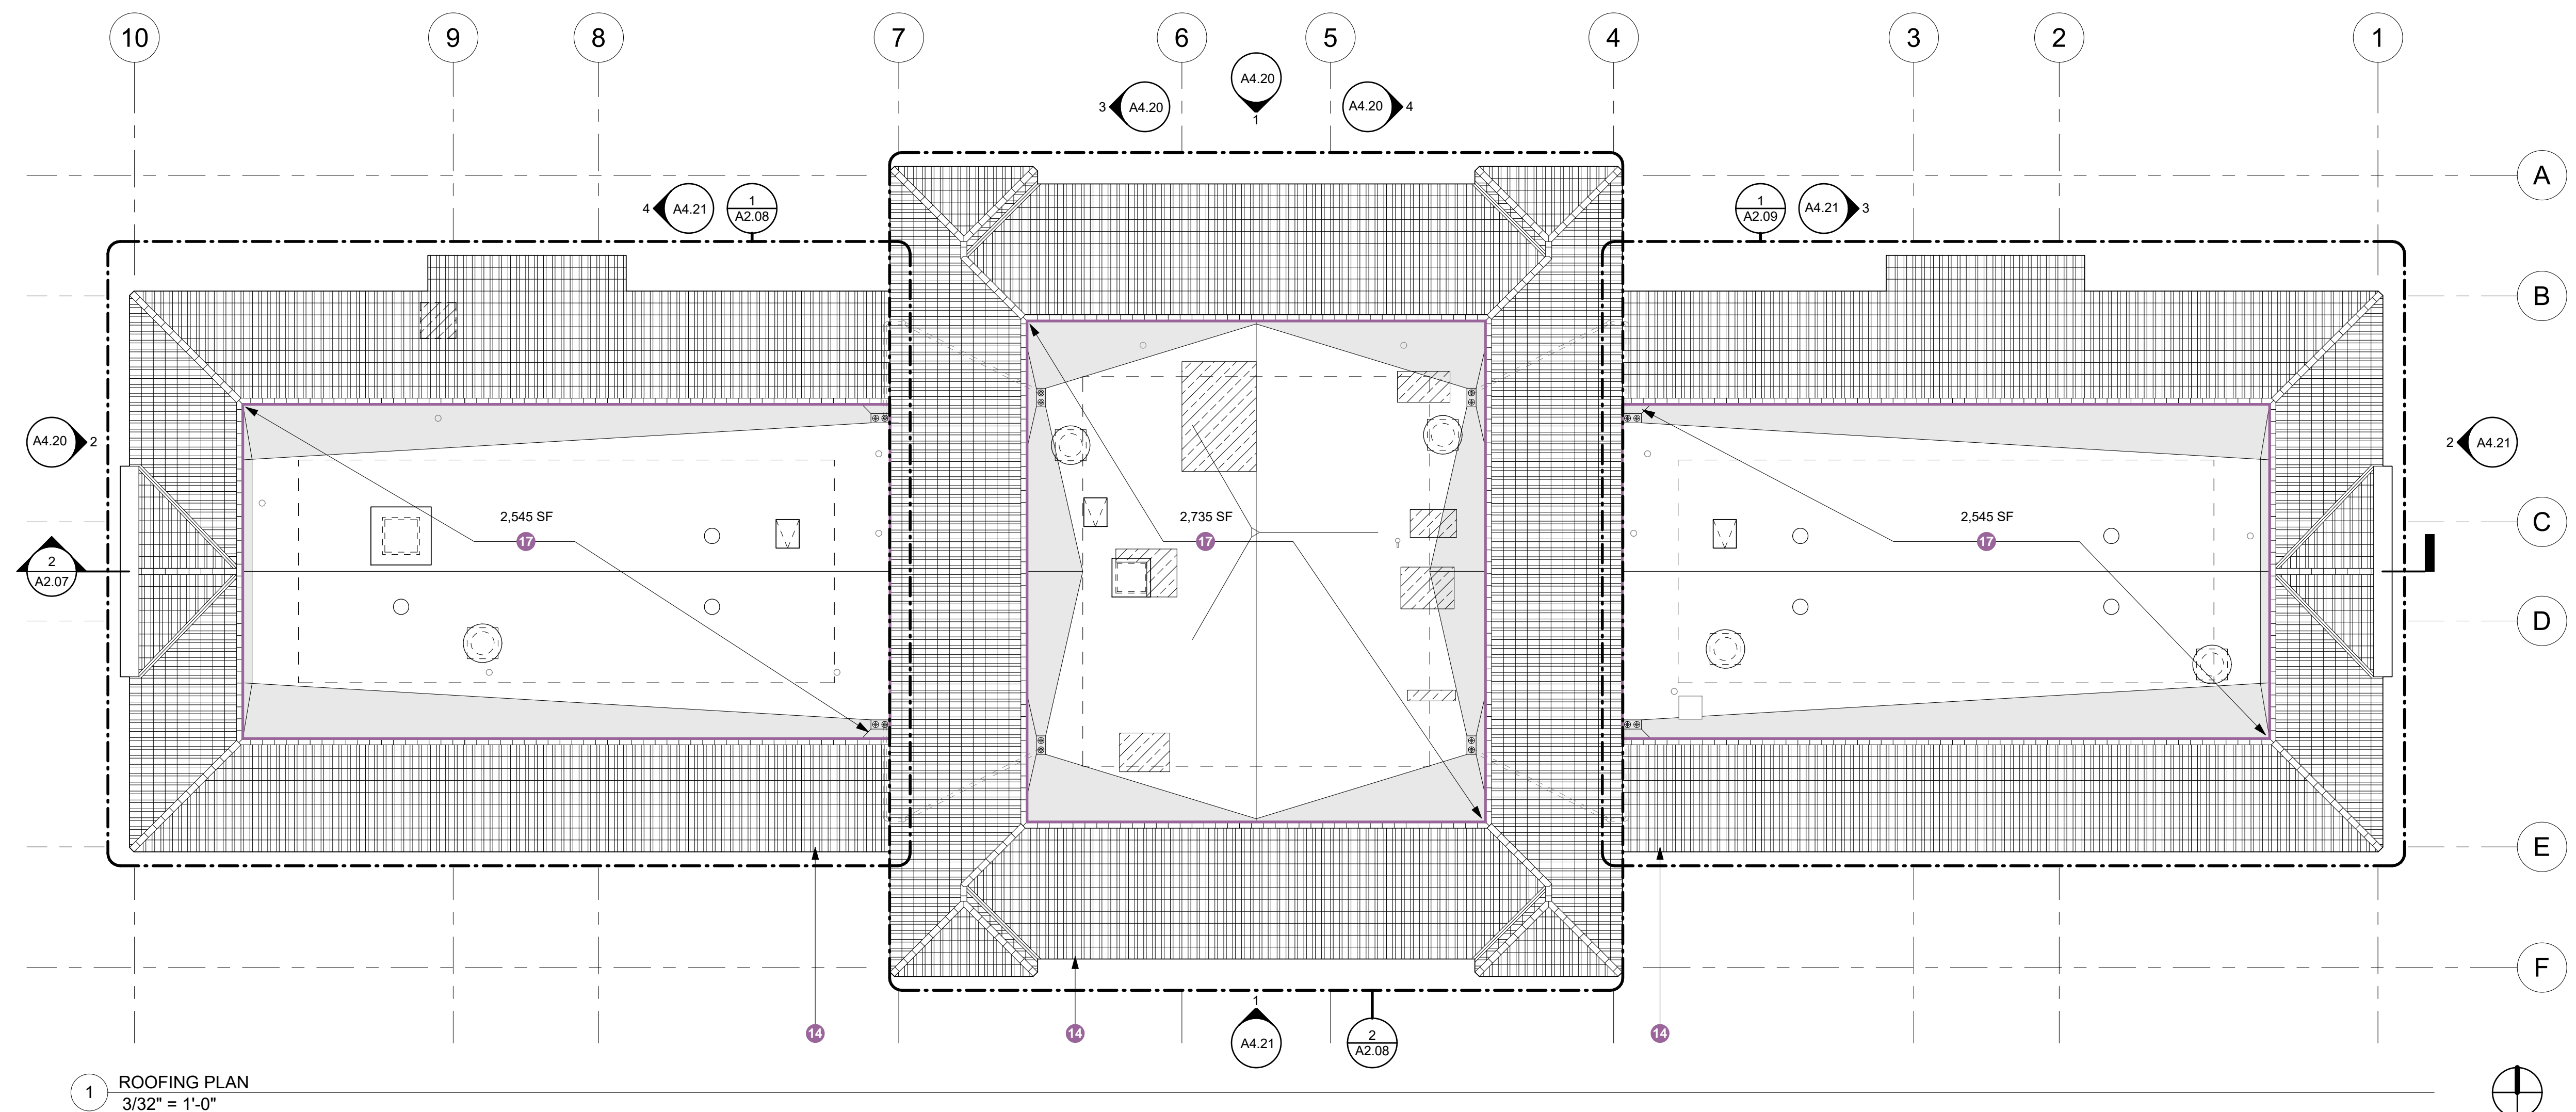 10
9
8
7
6
5
4
3
2
1
A4.20
1
3
A4.20
A4.20
4
A
4
A4.21
1
A2.08
1
A2.09
A4.21
3
B
A4.20
2
2
A4.21
2,545 SF
17
2,735 SF
17
2,545 SF
17
C
2
A2.07
D
E
F
14
14
1
A4.21
2
A2.08
14
1
ROOFING PLAN
3/32" = 1'-0"